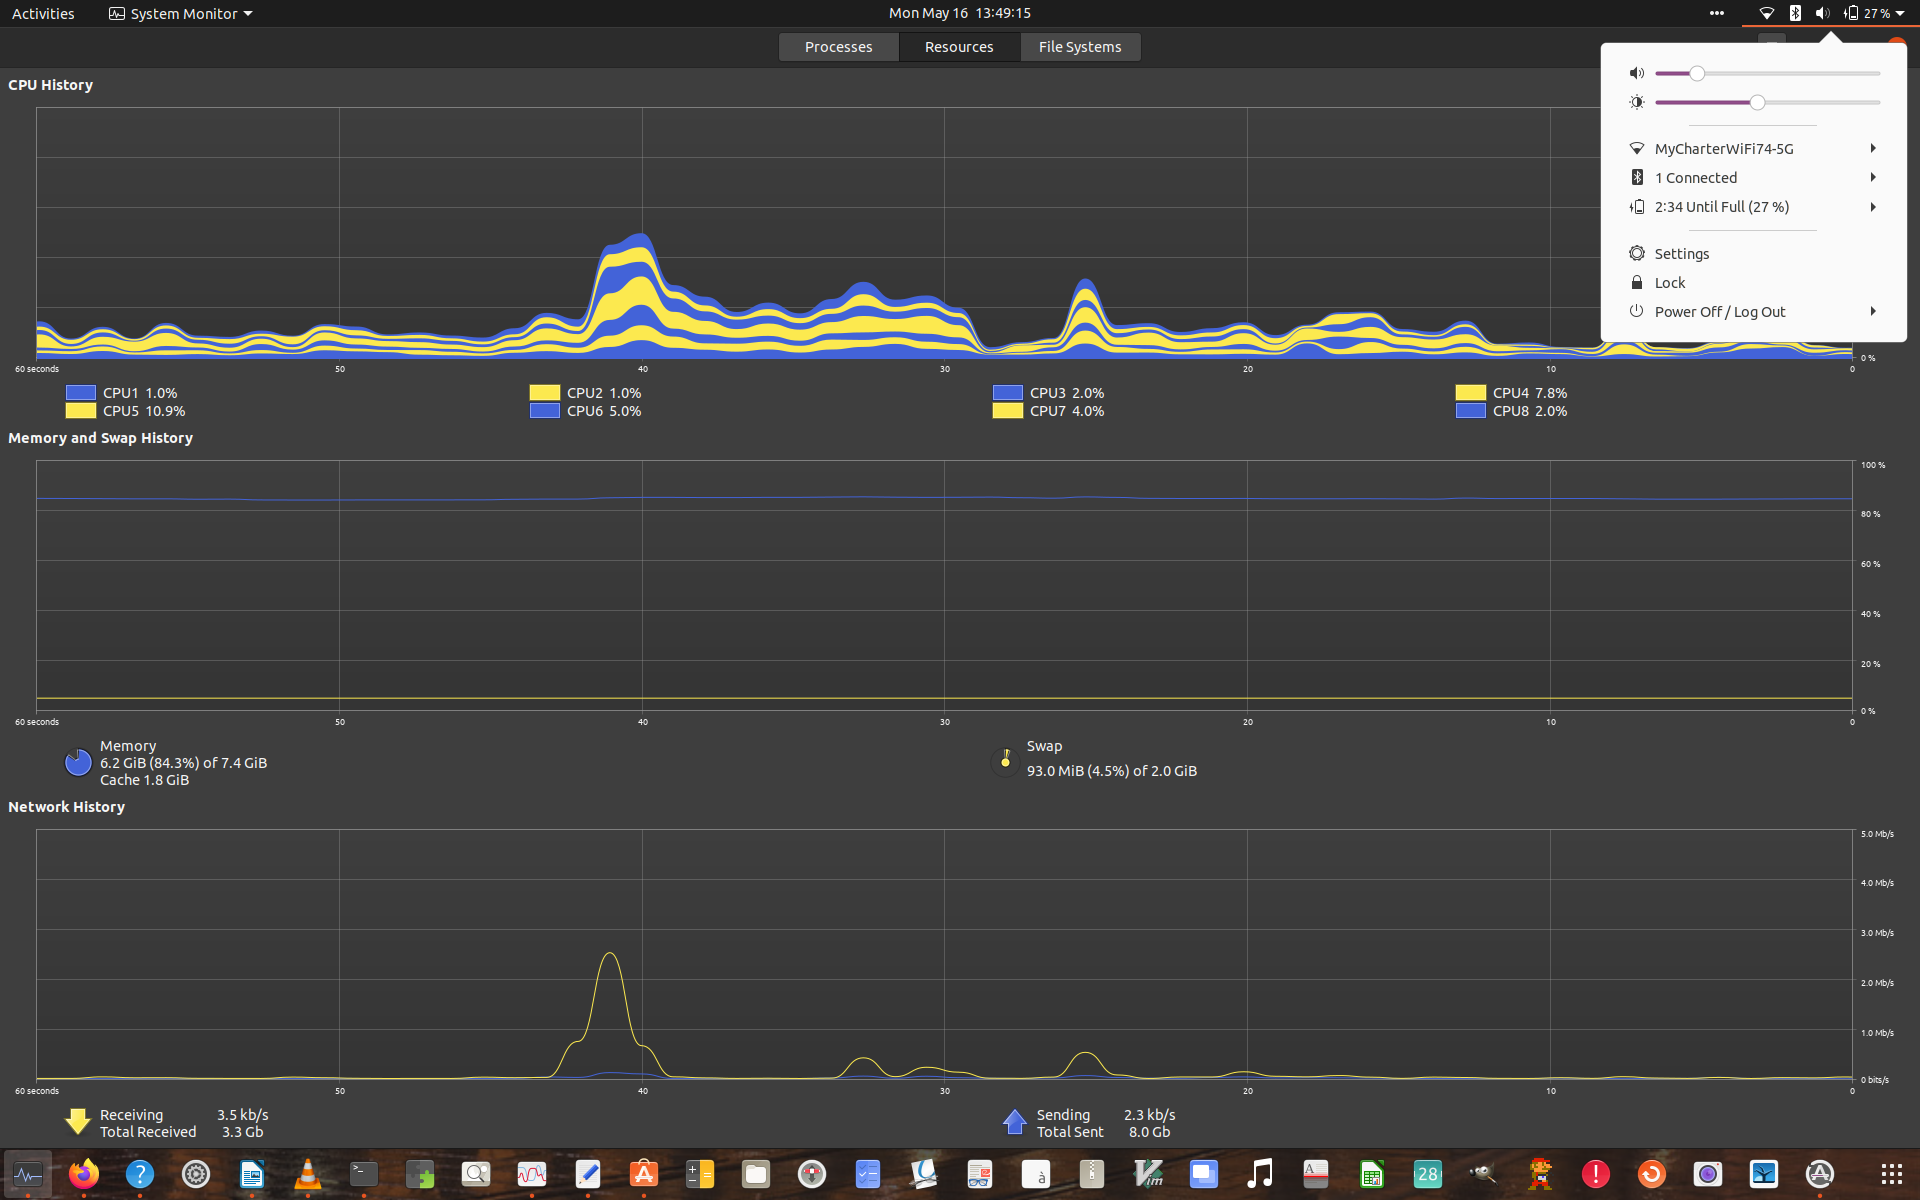 Activities
System Monitor
Mon May 16 13:49:15
27 %
Processes
Resources
File Systems
MyCharterWiFi74-5G
1 Connected
2:34 Until Full (27 %)
Settings
Lock
Power Off / Log Out
CPU History
0 %
60 seconds 50 40 30 20 10 0
CPU1 1.0% CPU2 1.0% CPU3 2.0% CPU4 7.8%
CPU5 10.9% CPU6 5.0% CPU7 4.0% CPU8 2.0%
Memory and Swap History
100 %
80 %
60 %
40 %
20 %
0 %
60 seconds 50 40 30 20 10 0
Memory
6.2 GiB (84.3%) of 7.4 GiB
Cache 1.8 GiB
Swap
93.0 MiB (4.5%) of 2.0 GiB
Network History
5.0 Mb/s
4.0 Mb/s
3.0 Mb/s
2.0 Mb/s
1.0 Mb/s
0 bits/s
60 seconds 50 40 30 20 10 0
Receiving 3.5 kb/s
Total Received 3.3 Gb
Sending 2.3 kb/s
Total Sent 8.0 Gb
?
>_
à
Vim
A
28
!